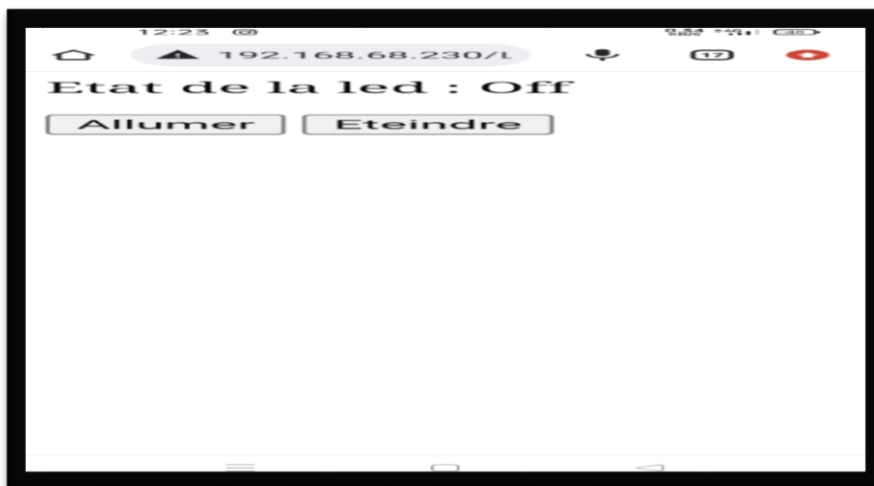 12:23
192.168.68.230/L
17
Etat de la led : Off
Allumer Eteindre